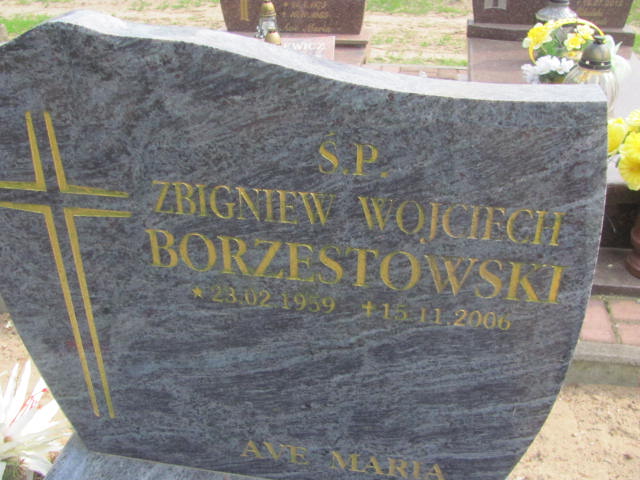 Ś.P.
ZBIGNIEW WOJCIECH
BORZESTOWSKI
★ 23.02 1959 ✝ 15.11.2006
AVE MARIA